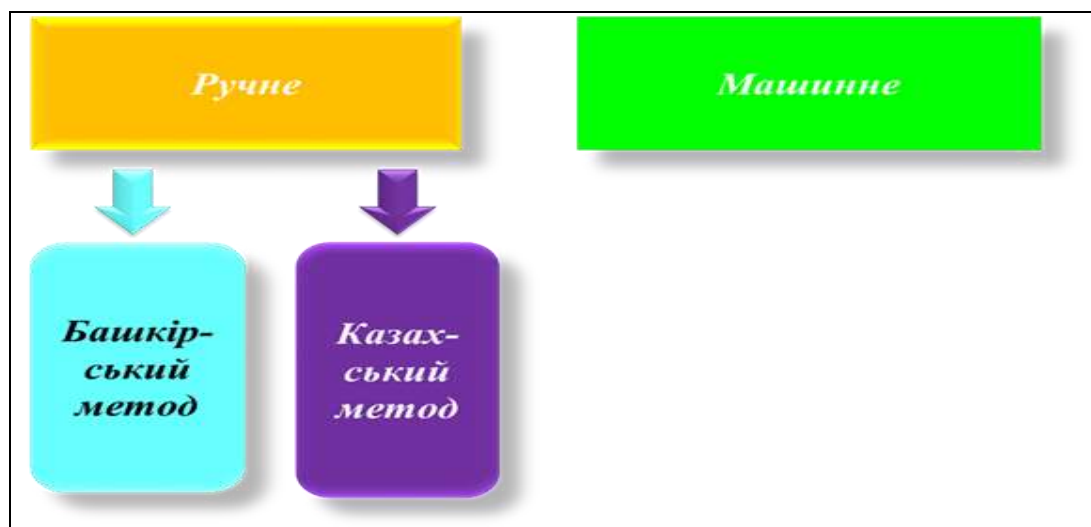 Ручне
Машинне
Башкір-
ський
метод
Казах-
ський
метод